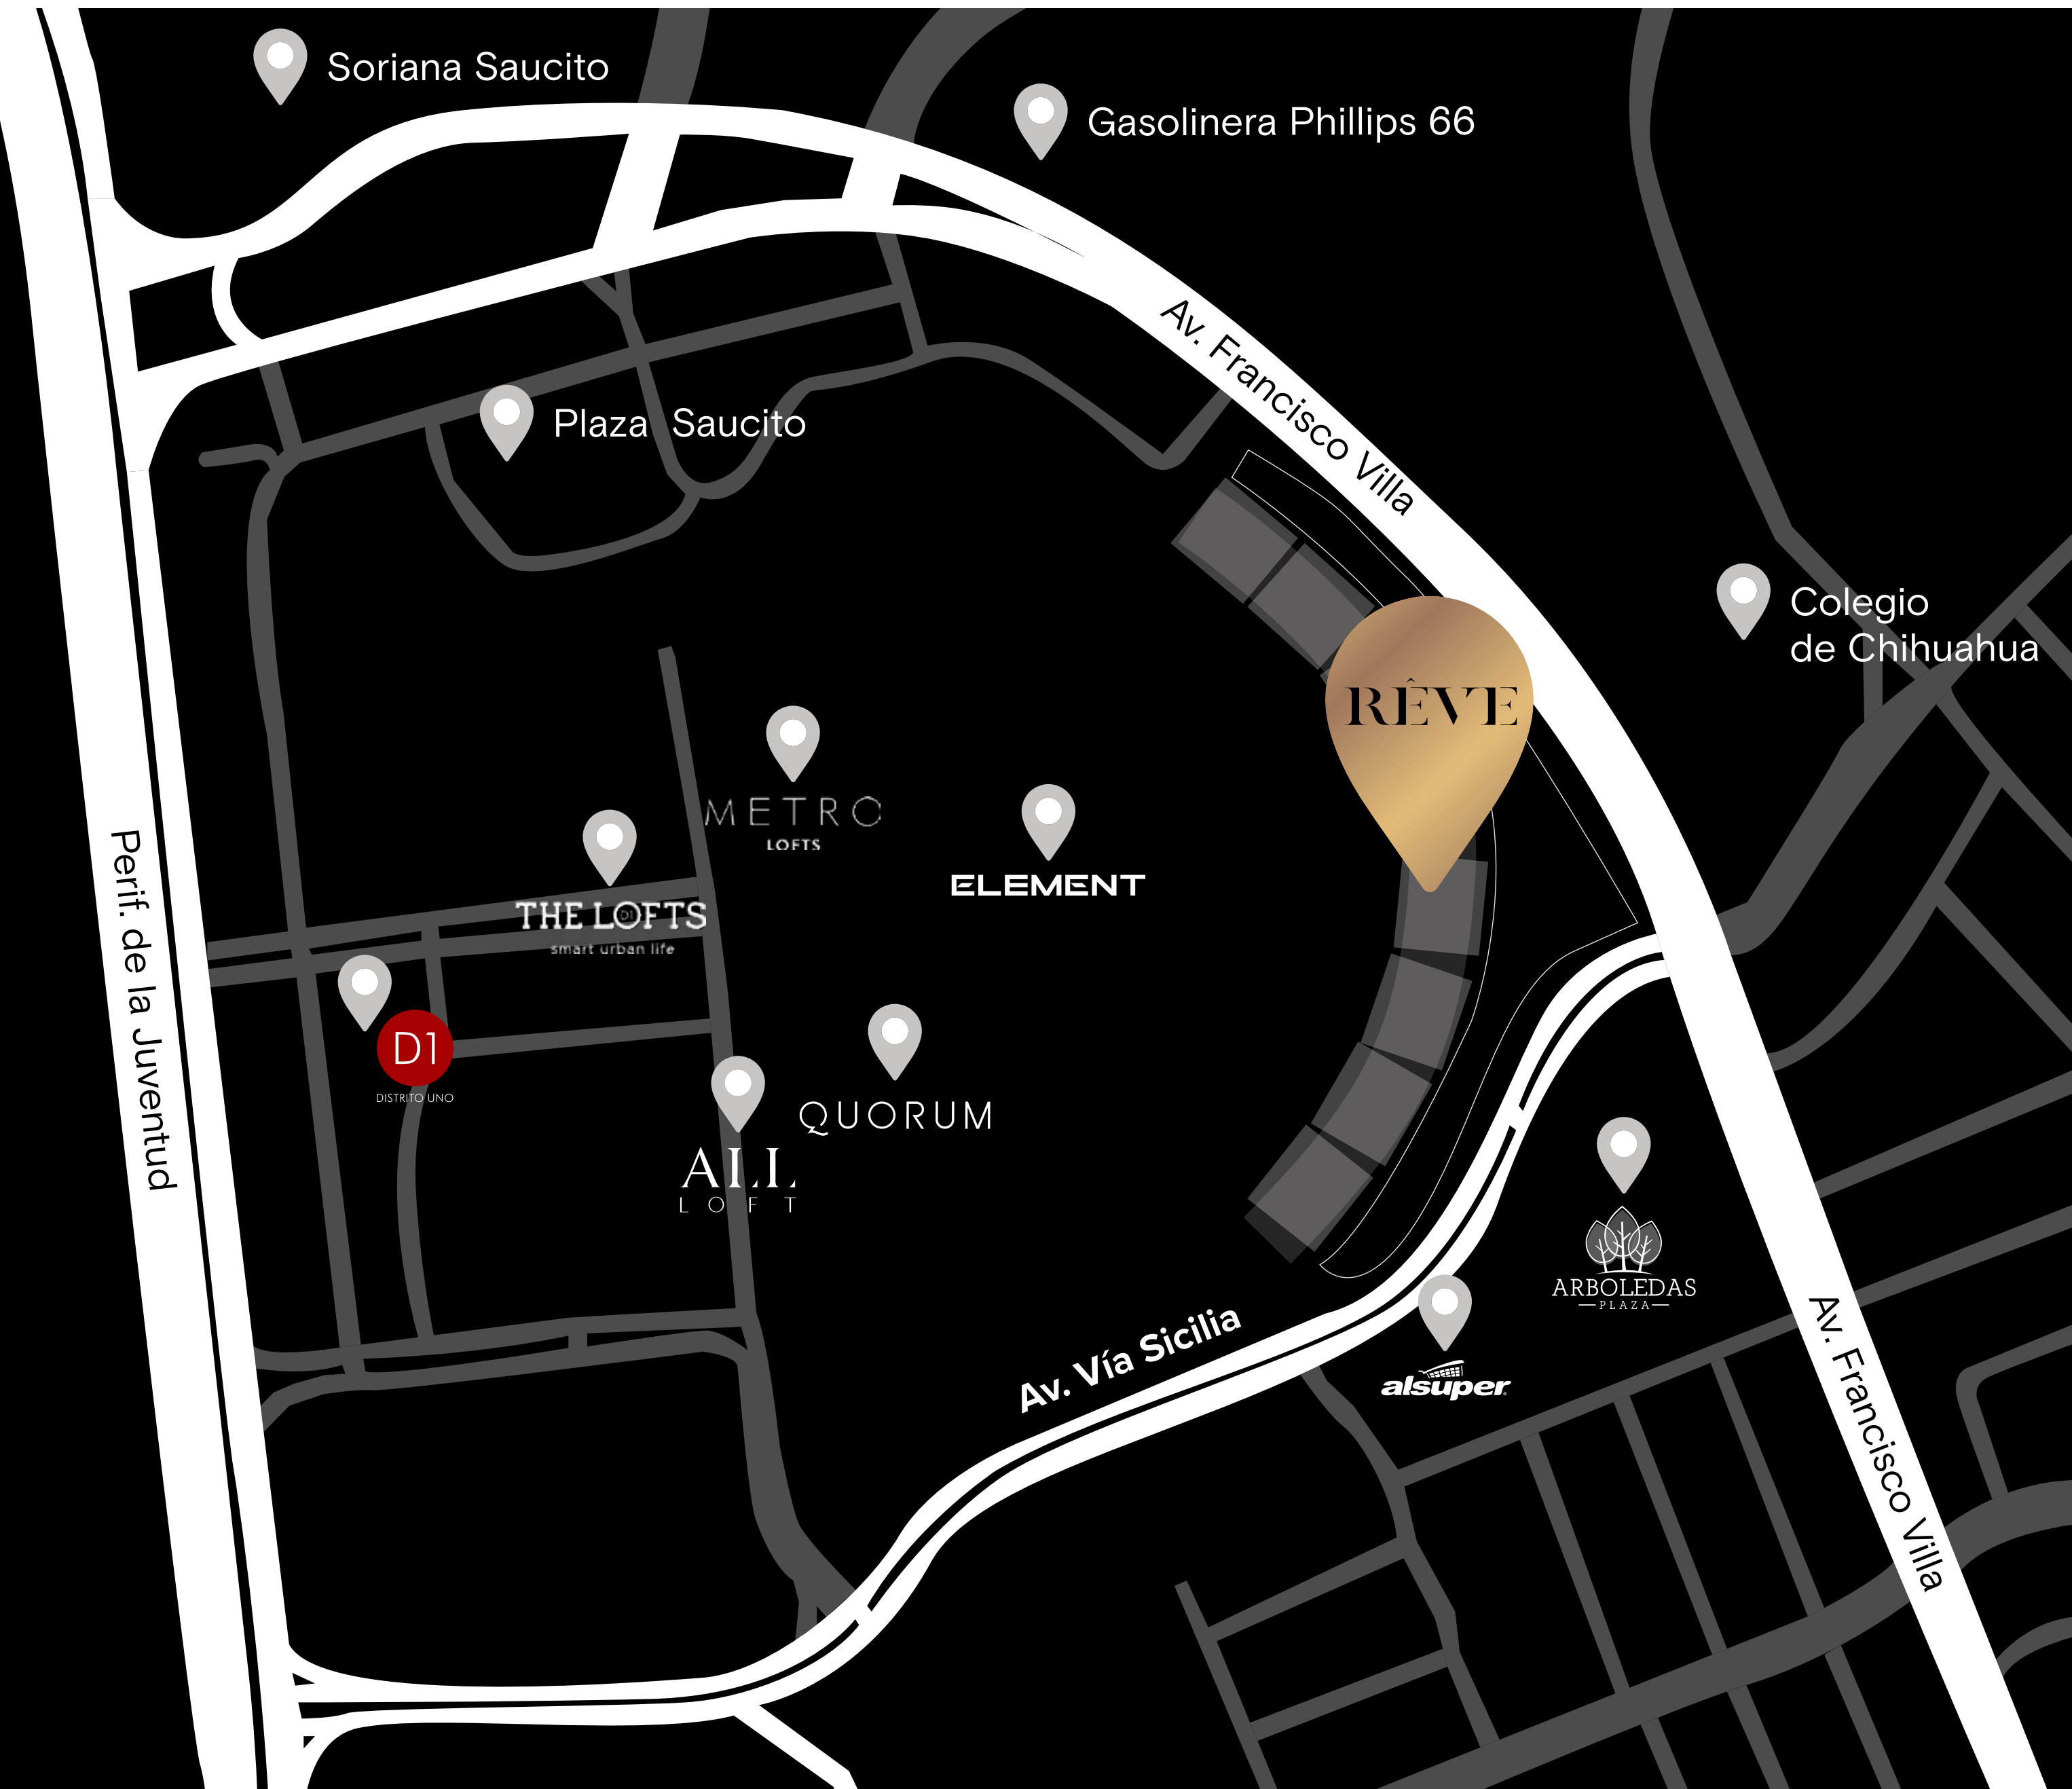 Soriana Saucito
Gasolinera Phillips 66
Av. Francisco Villa
Plaza Saucito
Colegio
de Chihuahua
RÊVE
METRO
LOFTS
ELEMENT
THE LOFTS
D1
smart urban life
Perif. de la Juventud
D1
DISTRITO UNO
QUORUM
ALL
LOFT
ARBOLEDAS
PLAZA
Av. Vía Sicilia
alsuper
Av. Francisco Villa